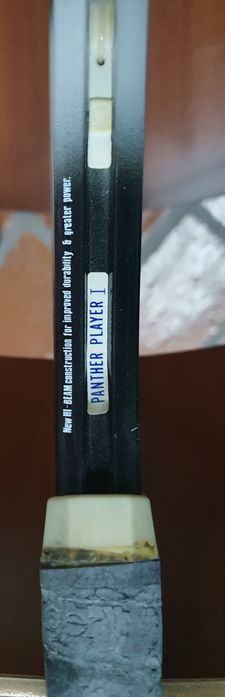 New HI-BEAM construction for improved durability & greater power.
PANTHER PLAYER I